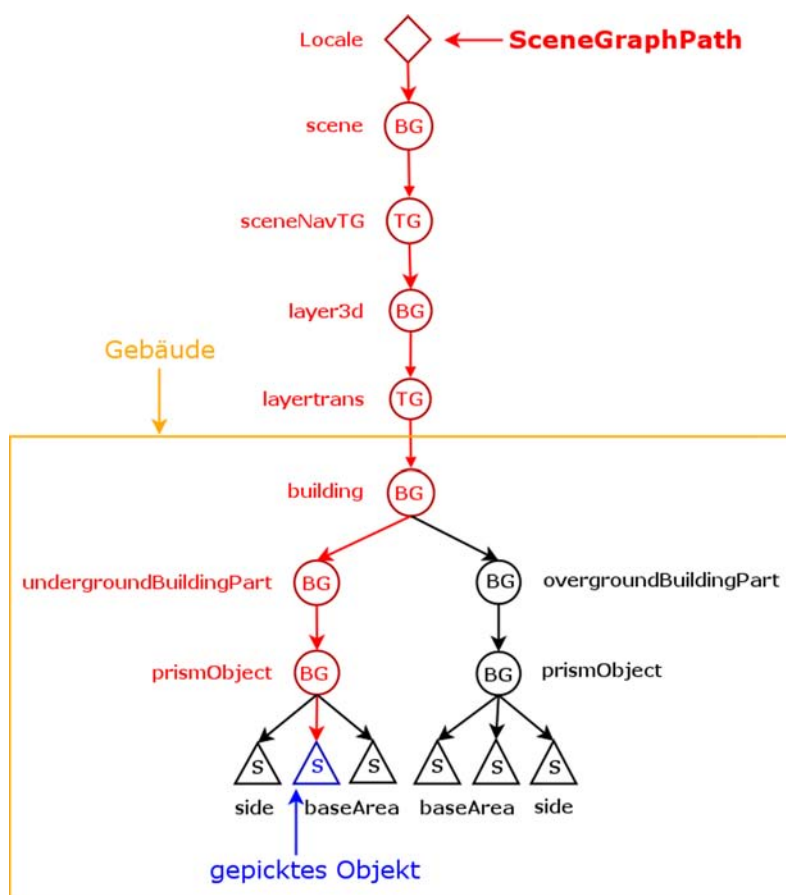 Locale
SceneGraphPath
scene
BG
sceneNavTG
TG
layer3d
BG
Gebäude
layertrans
TG
building
BG
undergroundBuildingPart
BG
BG
overgroundBuildingPart
prismObject
BG
BG
prismObject
S
S
S
S
S
S
side
baseArea
baseArea
side
gepicktes Objekt